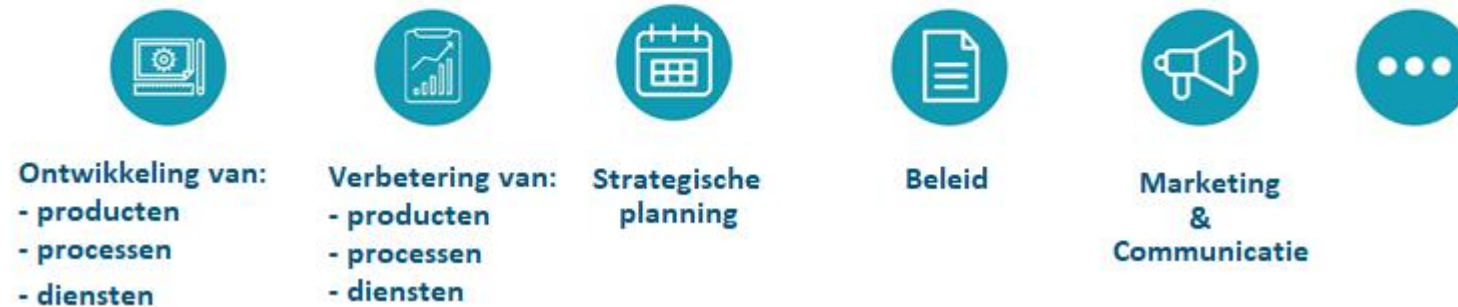 Ontwikkeling van:
- producten
- processen
- diensten
Verbetering van:
- producten
- processen
- diensten
Strategische
planning
Beleid
Marketing
&
Communicatie